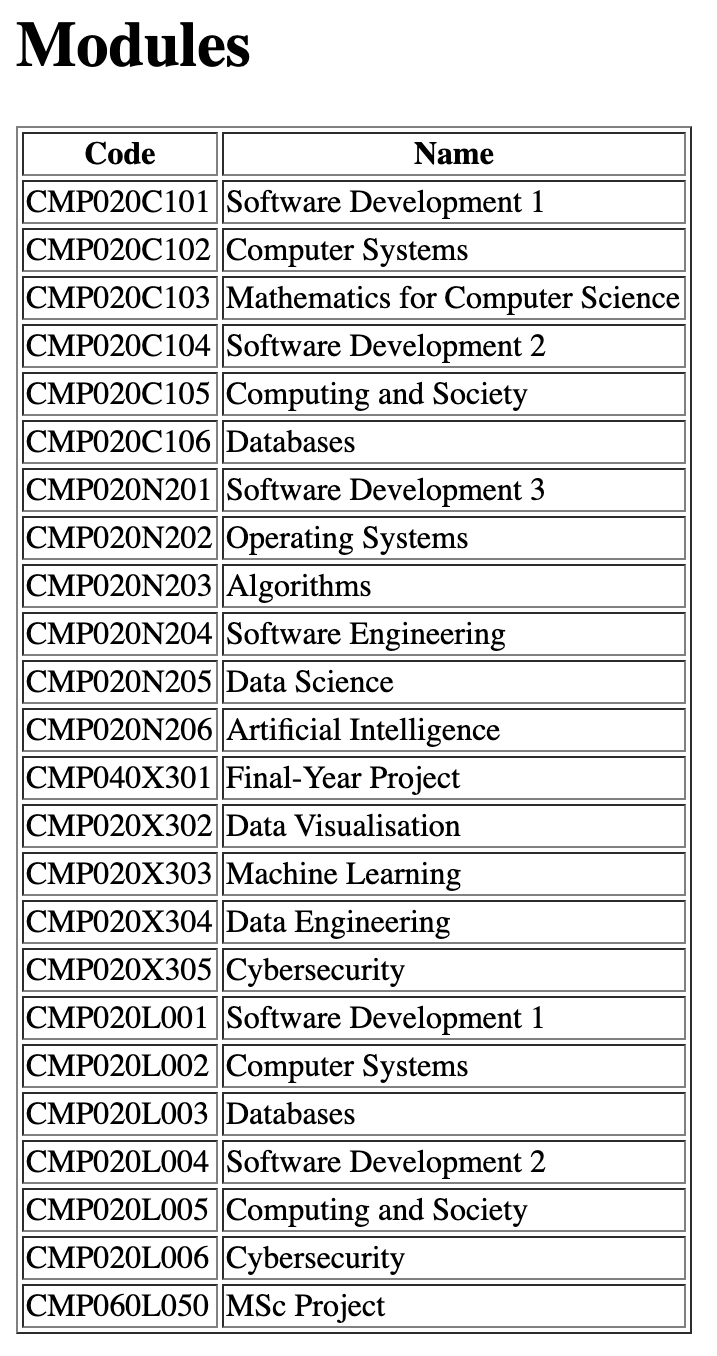 Modules
Code Name
CMP020C101 Software Development 1
CMP020C102 Computer Systems
CMP020C103 Mathematics for Computer Science
CMP020C104 Software Development 2
CMP020C105 Computing and Society
CMP020C106 Databases
CMP020N201 Software Development 3
CMP020N202 Operating Systems
CMP020N203 Algorithms
CMP020N204 Software Engineering
CMP020N205 Data Science
CMP020N206 Artificial Intelligence
CMP040X301 Final-Year Project
CMP020X302 Data Visualisation
CMP020X303 Machine Learning
CMP020X304 Data Engineering
CMP020X305 Cybersecurity
CMP020L001 Software Development 1
CMP020L002 Computer Systems
CMP020L003 Databases
CMP020L004 Software Development 2
CMP020L005 Computing and Society
CMP020L006 Cybersecurity
CMP060L050 MSc Project